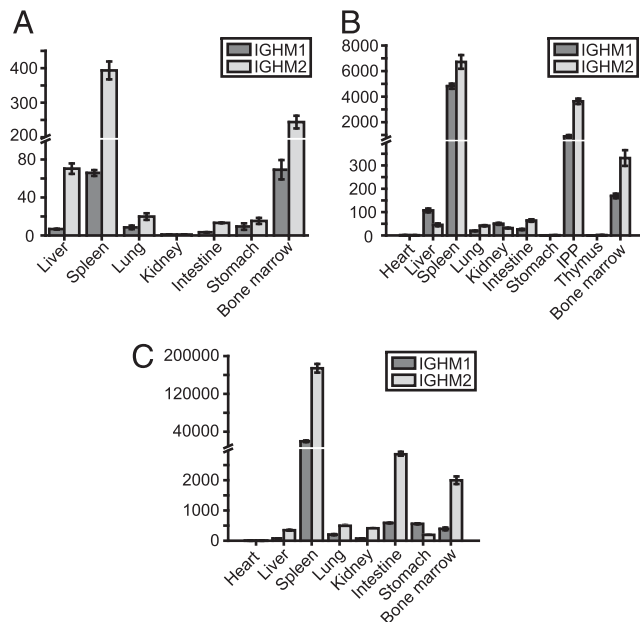 A
IGHM1
IGHM2
400
300
200
80
40
0
Liver
Spleen
Lung
Kidney
Intestine
Stomach
Bone marrow
B
IGHM1
IGHM2
8000
6000
4000
2000
300
200
100
0
Heart
Liver
Spleen
Lung
Kidney
Intestine
Stomach
IPP
Thymus
Bone marrow
C
IGHM1
IGHM2
200000
120000
40000
2000
1000
0
Heart
Liver
Spleen
Lung
Kidney
Intestine
Stomach
Bone marrow